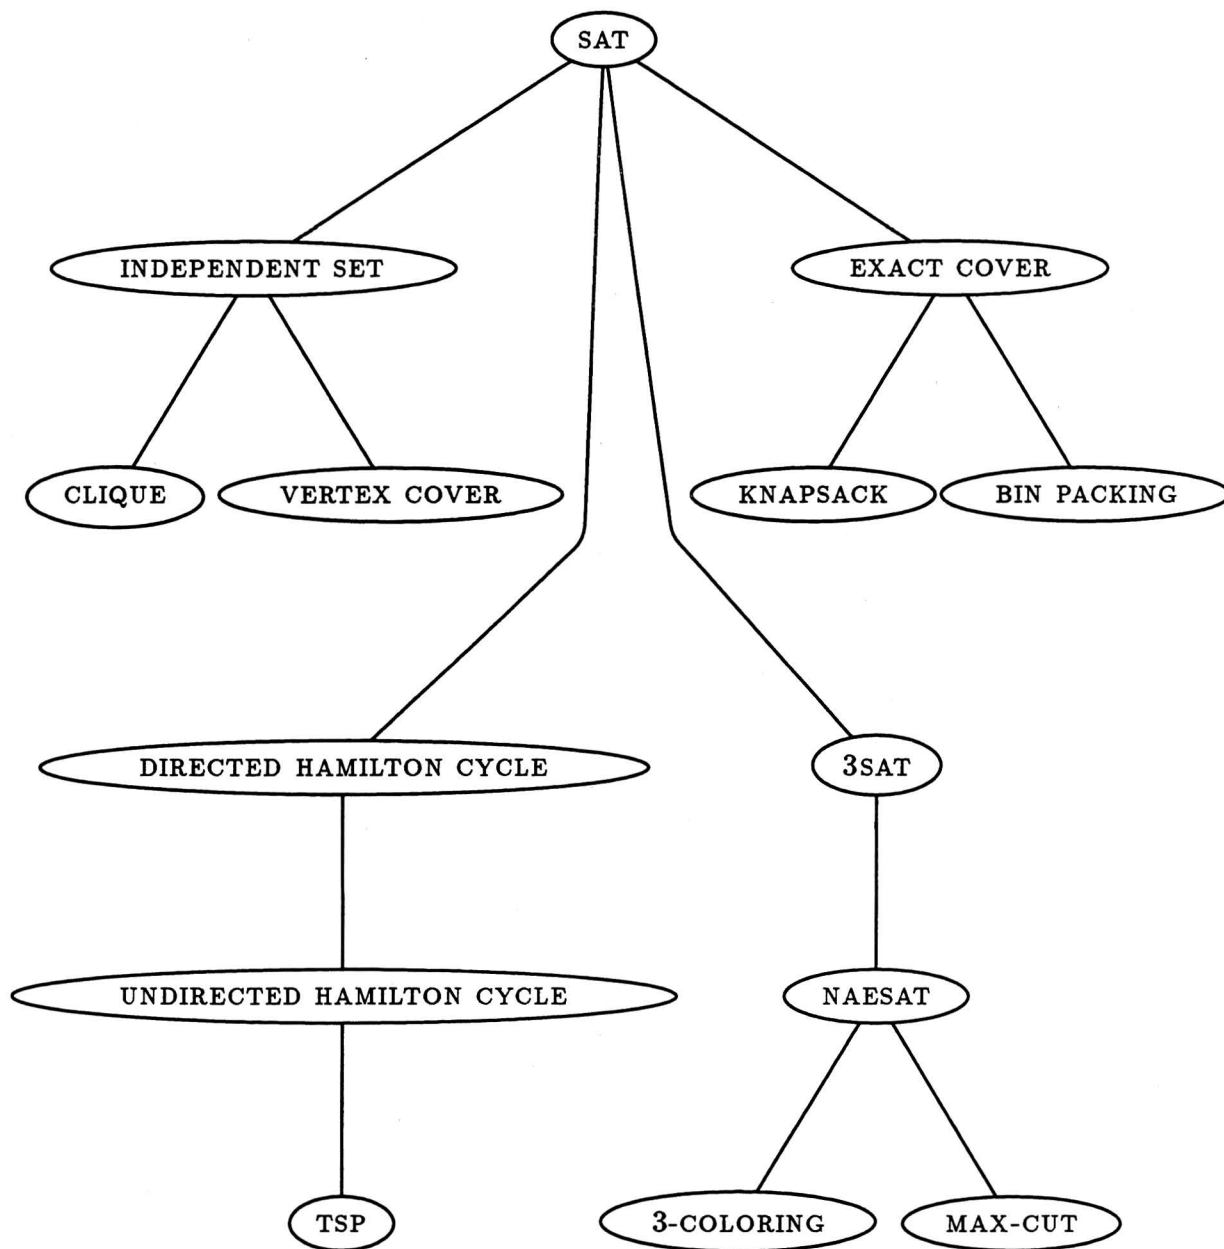 SAT
INDEPENDENT SET
EXACT COVER
CLIQUE
VERTEX COVER
KNAPSACK
BIN PACKING
DIRECTED HAMILTON CYCLE
3SAT
UNDIRECTED HAMILTON CYCLE
NAESAT
TSP
3-COLORING
MAX-CUT